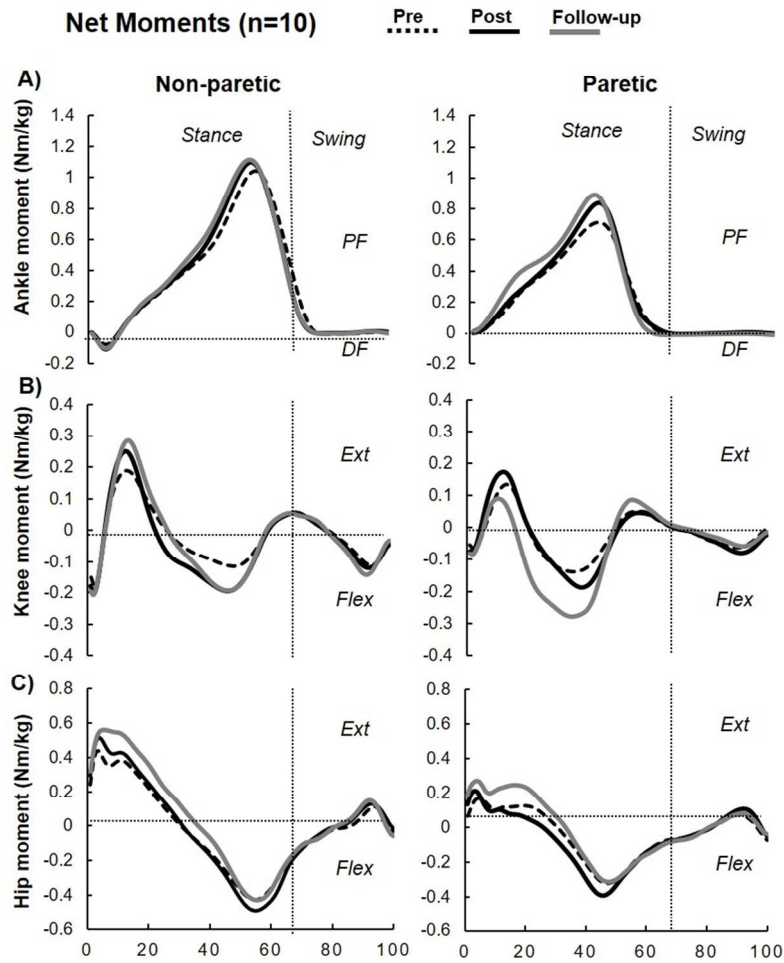 Net Moments (n=10)
Pre Post Follow-up
A)
Non-paretic
Paretic
Ankle moment (Nm/kg)
1.4
1.2
1
0.8
0.6
0.4
0.2
0
-0.2
Stance
Swing
PF
DF
1.4
1.2
1
0.8
0.6
0.4
0.2
0
-0.2
Stance
Swing
PF
DF
B)
Knee moment (Nm/kg)
0.4
0.3
0.2
0.1
0
-0.1
-0.2
-0.3
-0.4
Ext
Flex
0.4
0.3
0.2
0.1
0
-0.1
-0.2
-0.3
-0.4
Ext
Flex
C)
Hip moment (Nm/kg)
0.8
0.6
0.4
0.2
0
-0.2
-0.4
-0.6
Ext
Flex
0 20 40 60 80 100
0.8
0.6
0.4
0.2
0
-0.2
-0.4
-0.6
Ext
Flex
0 20 40 60 80 100